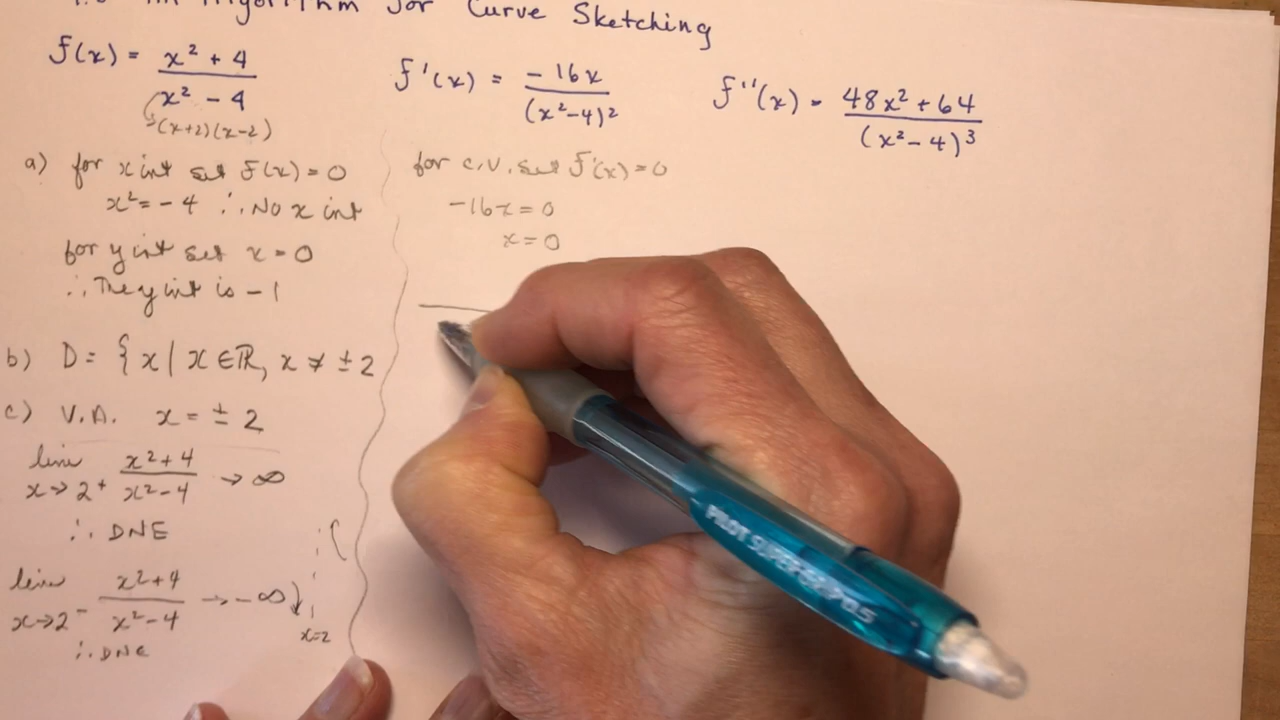 An Algorithm for Curve Sketching
f(x) = (x² + 4)/(x² - 4)
(x+2)(x-2)
f'(x) = -16x/(x²-4)²
f''(x) = (48x² + 64)/(x²-4)³
a) for x int set f(x) = 0
x² = -4 ∴ No x int
for y int set x = 0
∴ The y int is -1
b) D = { x | x ∈ ℝ, x ≠ ± 2
c) V.A. x = ± 2
lim x→2⁺ (x²+4)/(x²-4) → ∞
∴ DNE
lim x→2⁻ (x²+4)/(x²-4) → -∞
∴ DNE
x=2
for c.v. set f'(x) = 0
-16x = 0
x = 0
PILOT SUPER GRIP 0.5